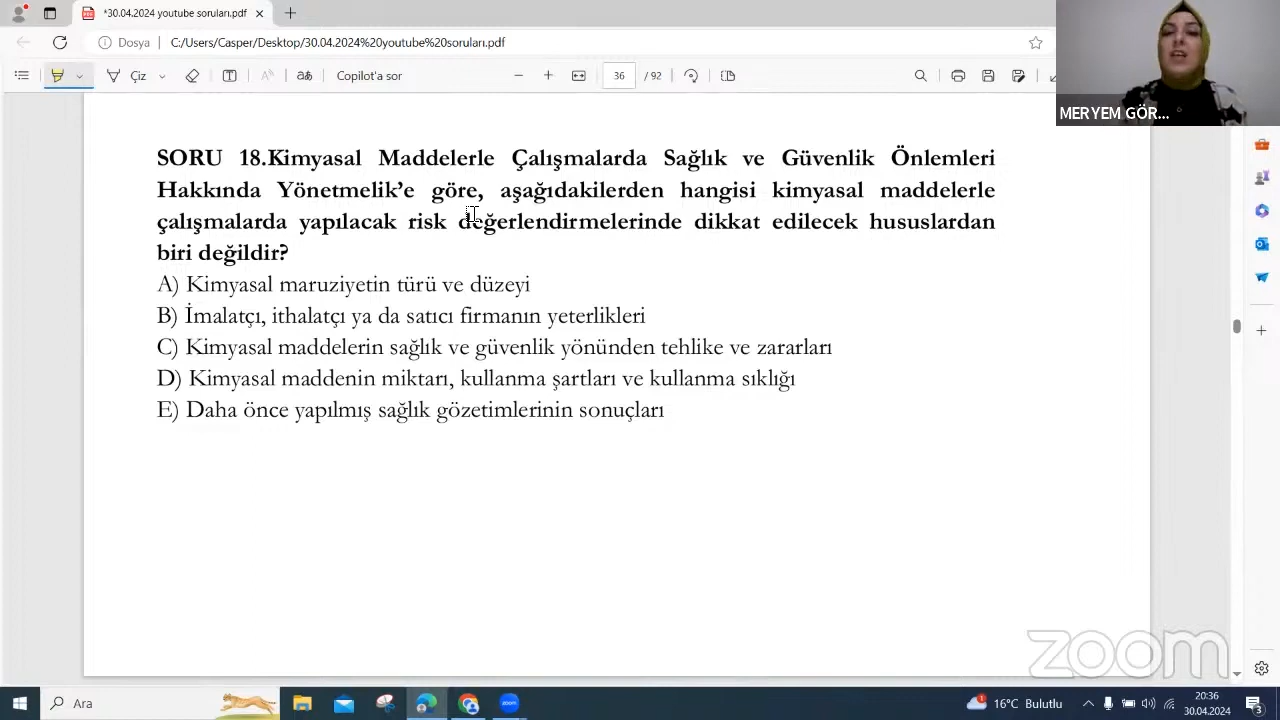 *30.04.2024 youtube soruları.pdf
Dosya
C:/Users/Casper/Desktop/30.04.2024%20youtube%20soruları.pdf
Çiz
Copilot'a sor
36
/ 92
MERYEM GÖR...
SORU 18.Kimyasal Maddelerle Çalışmalarda Sağlık ve Güvenlik Önlemleri
Hakkında Yönetmelik’e göre, aşağıdakilerden hangisi kimyasal maddelerle
çalışmalarda yapılacak risk değerlendirmelerinde dikkat edilecek hususlardan
biri değildir?
A) Kimyasal maruziyetin türü ve düzeyi
B) İmalatçı, ithalatçı ya da satıcı firmanın yeterlikleri
C) Kimyasal maddelerin sağlık ve güvenlik yönünden tehlike ve zararları
D) Kimyasal maddenin miktarı, kullanma şartları ve kullanma sıklığı
E) Daha önce yapılmış sağlık gözetimlerinin sonuçları
zoom
Ara
zoom
1
16°C Bulutlu
20:36
30.04.2024
3